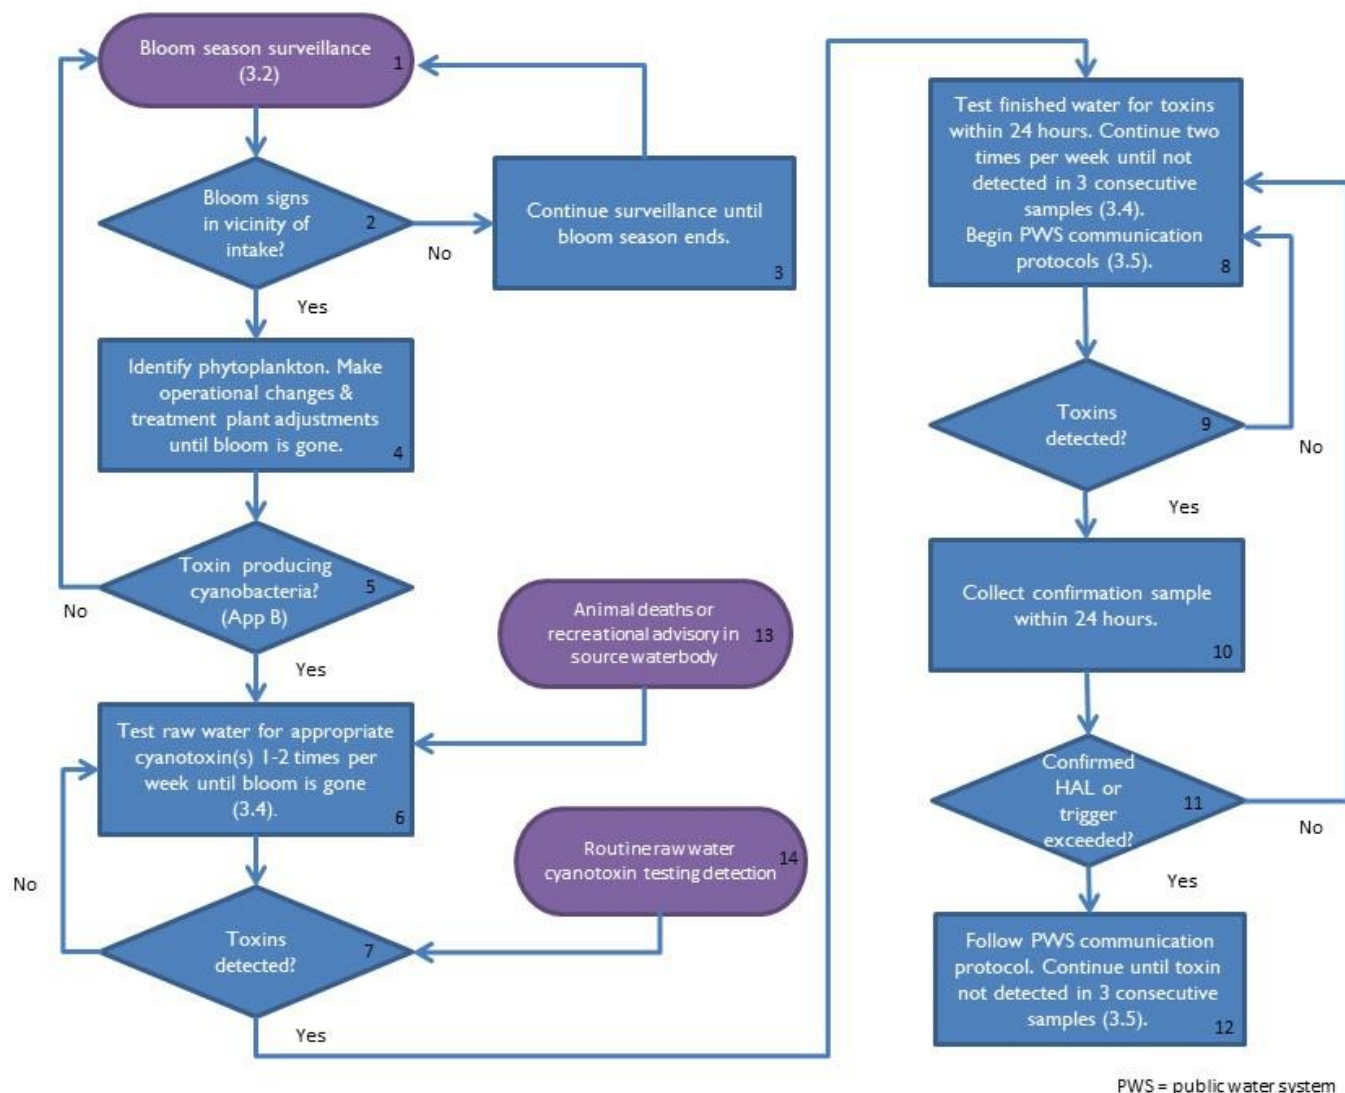 Bloom season surveillance
(3.2)
1
Bloom signs
in vicinity of
intake?
2
No
Continue surveillance until
bloom season ends.
3
Yes
Identify phytoplankton. Make
operational changes &
treatment plant adjustments
until bloom is gone.
4
Toxin producing
cyanobacteria?
(App B)
5
No
Yes
Animal deaths or
recreational advisory in
source waterbody
13
Test raw water for appropriate
cyanotoxin(s) 1-2 times per
week until bloom is gone
(3.4).
6
Routine raw water
cyanotoxin testing detection
14
No
Toxins
detected?
7
Yes
Test finished water for toxins
within 24 hours. Continue two
times per week until not
detected in 3 consecutive
samples (3.4).
Begin PWS communication
protocols (3.5).
8
Toxins
detected?
9
No
Yes
Collect confirmation sample
within 24 hours.
10
Confirmed
HAL or
trigger
exceeded?
11
No
Yes
Follow PWS communication
protocol. Continue until toxin
not detected in 3 consecutive
samples (3.5).
12
PWS = public water system